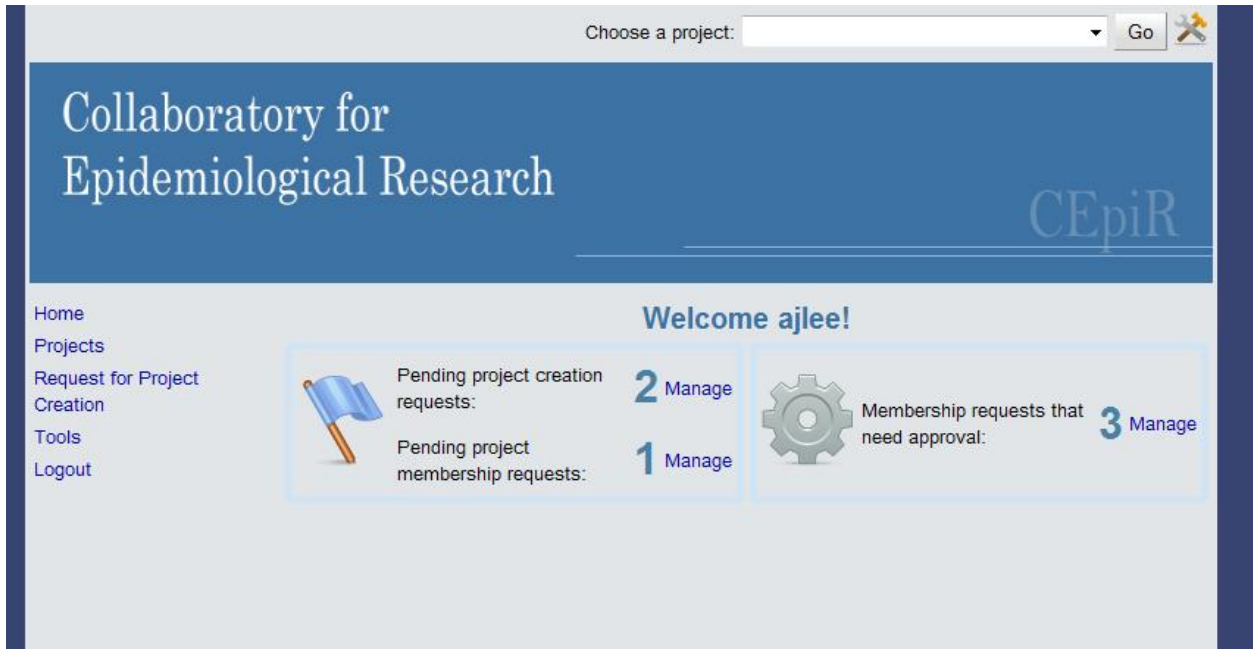 Choose a project: Go
Collaboratory for
Epidemiological Research
CEpiR
Home
Projects
Request for Project
Creation
Tools
Logout
Welcome ajlee!
Pending project creation
requests:
2 Manage
Pending project
membership requests:
1 Manage
Membership requests that
need approval:
3 Manage